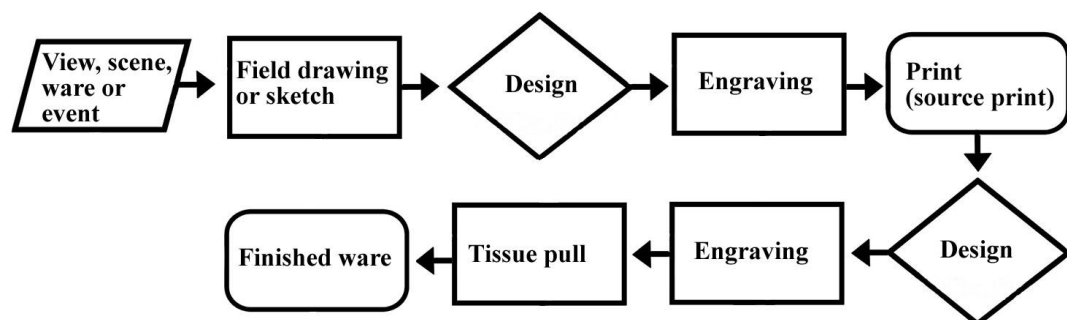 View, scene,
ware or
event
Field drawing
or sketch
Design
Engraving
Print
(source print)
Design
Engraving
Tissue pull
Finished ware